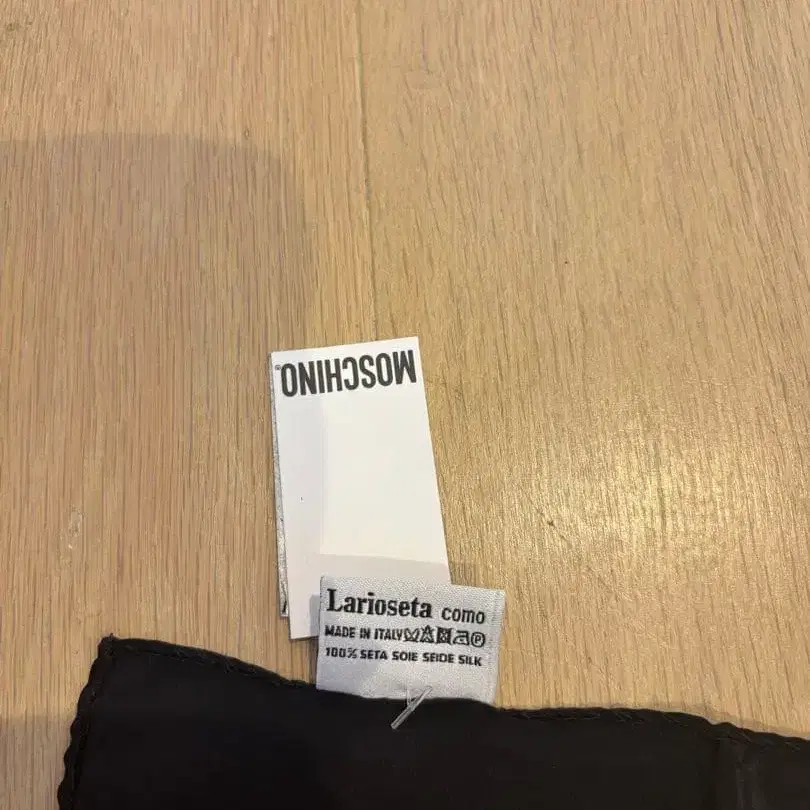 MOSCHINO
Larioseta como
MADE IN ITALY
100% SETA SOIE SEIDE SILK